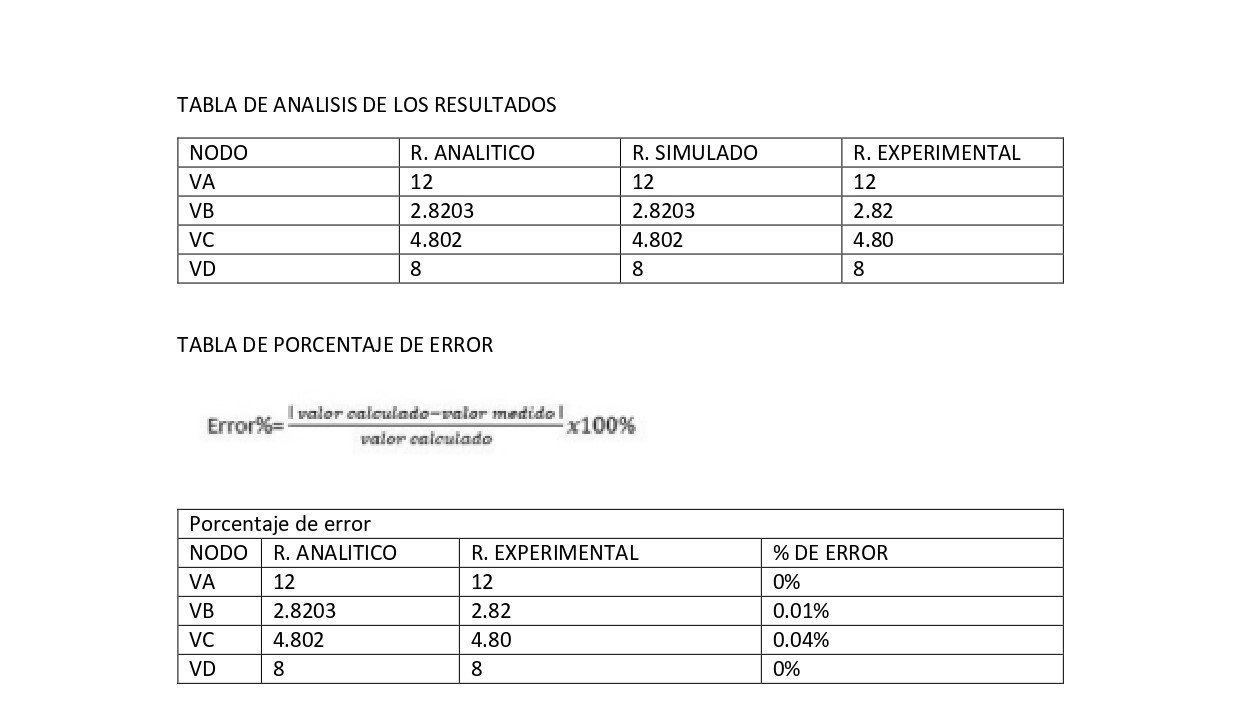 TABLA DE ANALISIS DE LOS RESULTADOS
NODO R. ANALITICO R. SIMULADO R. EXPERIMENTAL
VA 12 12 12
VB 2.8203 2.8203 2.82
VC 4.802 4.802 4.80
VD 8 8 8
TABLA DE PORCENTAJE DE ERROR
|valor calculado−valor medido|
Error%= x100%
valor calculado
Porcentaje de error
NODO R. ANALITICO R. EXPERIMENTAL % DE ERROR
VA 12 12 0%
VB 2.8203 2.82 0.01%
VC 4.802 4.80 0.04%
VD 8 8 0%